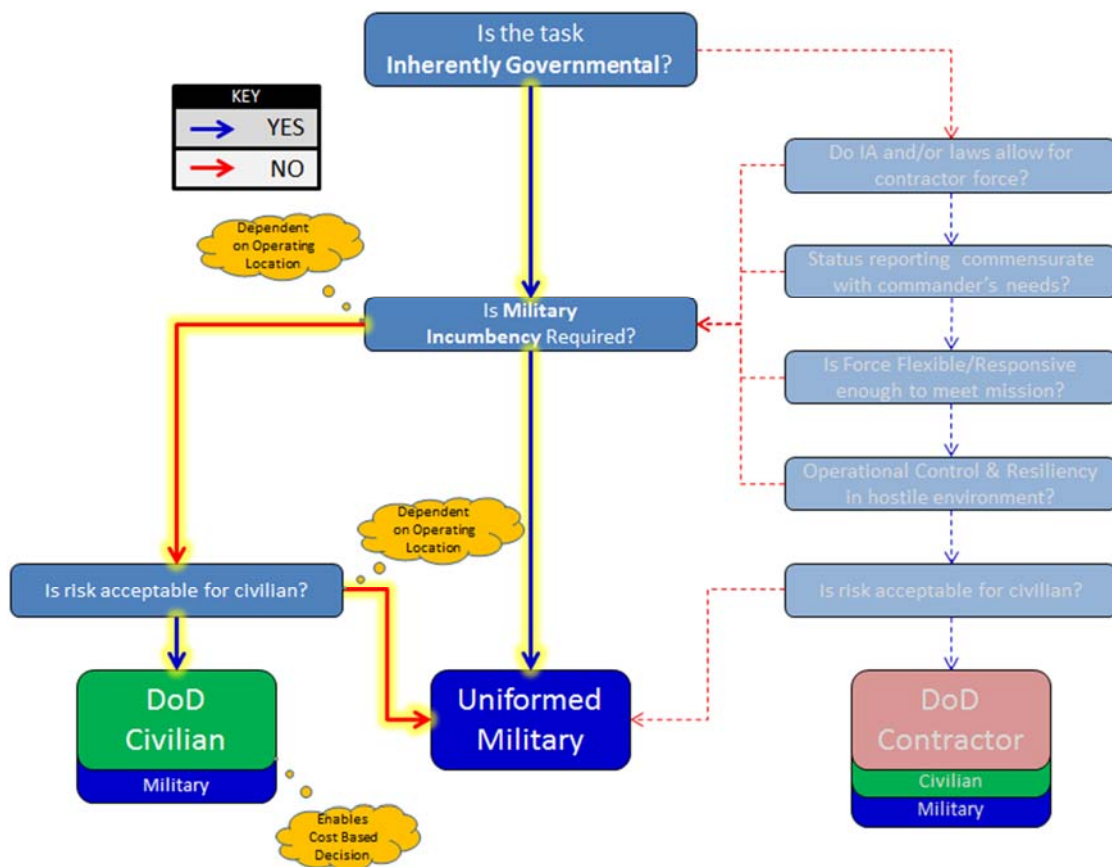 Is the task
Inherently Governmental?
KEY
YES
NO
Do IA and/or laws allow for
contractor force?
Dependent
on Operating
Location
Status reporting commensurate
with commander's needs?
Is Military
Incumbency Required?
Is Force Flexible/Responsive
enough to meet mission?
Operational Control & Resiliency
in hostile environment?
Dependent
on Operating
Location
Is risk acceptable for civilian?
Is risk acceptable for civilian?
DoD
Civilian
Military
Uniformed
Military
DoD
Contractor
Civilian
Military
Enables
Cost Based
Decision